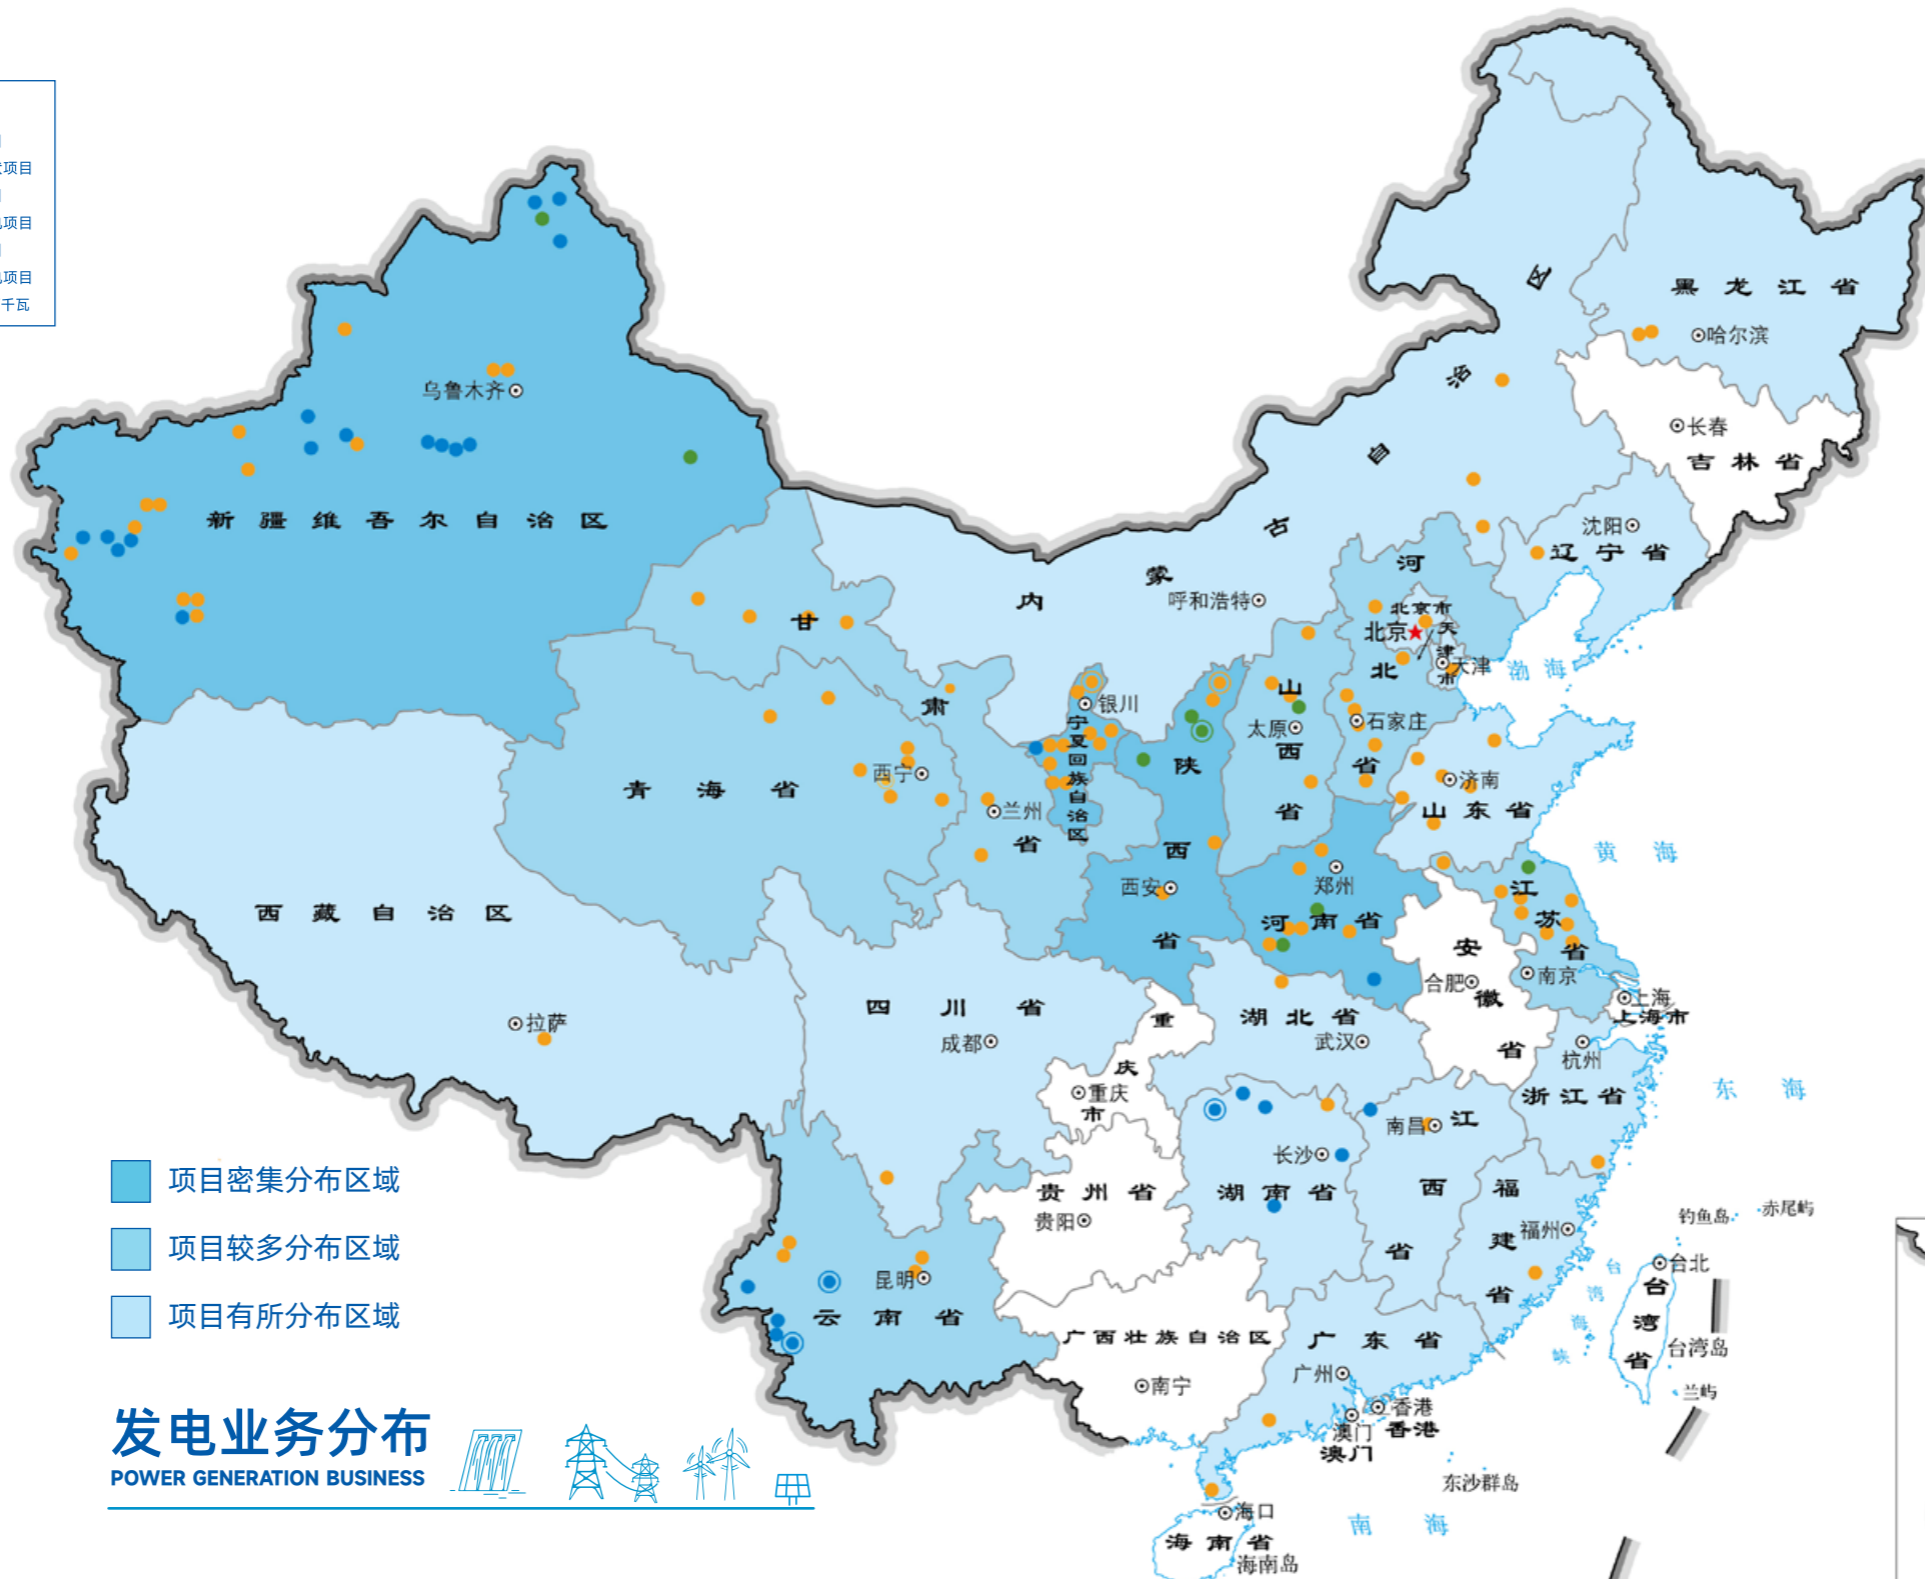 项目
项目
项目
千瓦
黑龙江省
哈尔滨
长春
吉林省
沈阳
辽宁省
内蒙古自治区
呼和浩特
乌鲁木齐
新疆维吾尔自治区
甘肃省
兰州
青海省
西宁
宁夏回族自治区
银川
陕西省
西安
山西省
太原
河北省
石家庄
北京市
北京
天津市
天津
渤海
山东省
济南
黄海
河南省
郑州
江苏省
南京
安徽省
合肥
上海
上海市
西藏自治区
拉萨
四川省
成都
重庆市
重庆
湖北省
武汉
杭州
浙江省
东海
湖南省
长沙
江西省
南昌
贵州省
贵阳
福建省
福州
钓鱼岛
赤尾屿
台湾海峡
台北
台湾省
台湾岛
兰屿
云南省
昆明
广西壮族自治区
南宁
广东省
广州
香港
香港
澳门
澳门
东沙群岛
海口
海南省
海南岛
南海
项目密集分布区域
项目较多分布区域
项目有所分布区域
发电业务分布
POWER GENERATION BUSINESS